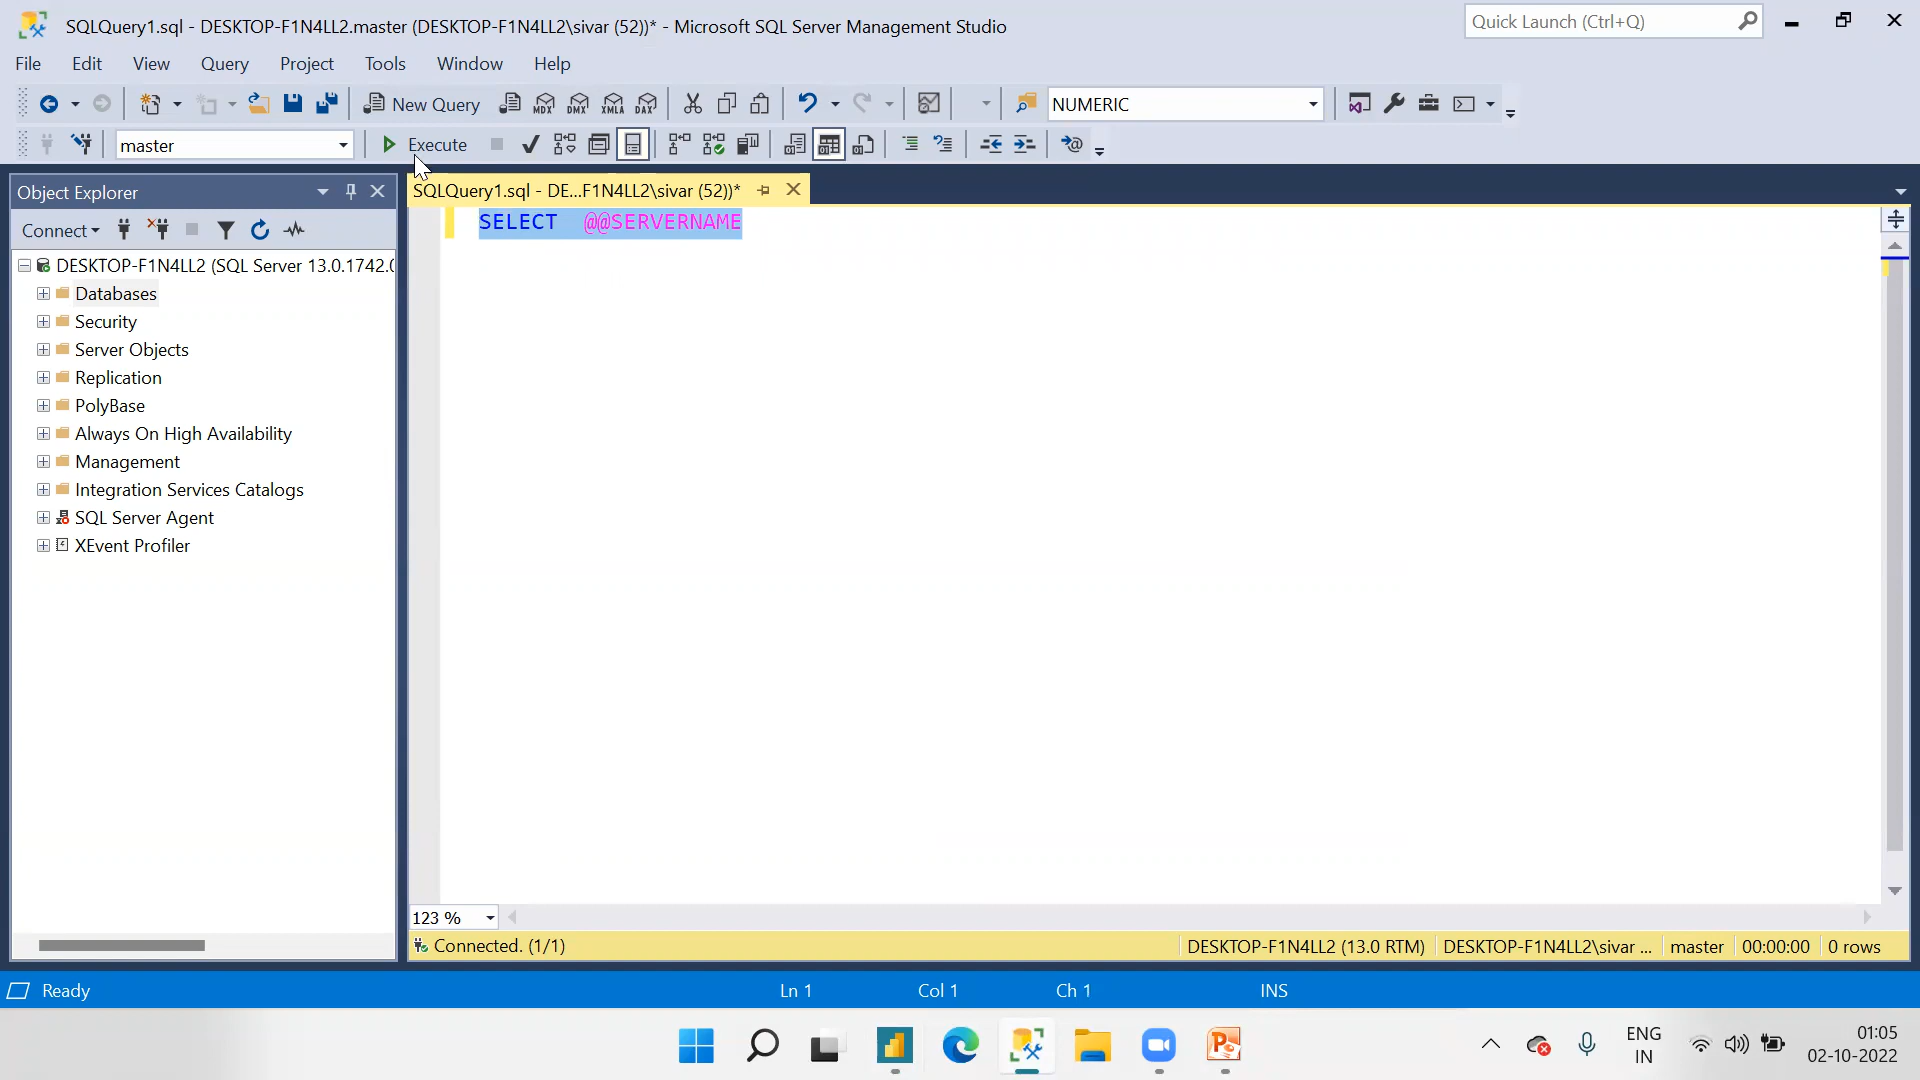 SQLQuery1.sql - DESKTOP-F1N4LL2.master (DESKTOP-F1N4LL2\sivar (52))* - Microsoft SQL Server Management Studio
Quick Launch (Ctrl+Q)
File Edit View Query Project Tools Window Help
New Query MDX DMX XMLA DAX NUMERIC
master Execute
Object Explorer
SQLQuery1.sql - DE...F1N4LL2\sivar (52))*
SELECT @@SERVERNAME
Connect
DESKTOP-F1N4LL2 (SQL Server 13.0.1742.0
Databases
Security
Server Objects
Replication
PolyBase
Always On High Availability
Management
Integration Services Catalogs
SQL Server Agent
XEvent Profiler
123 %
Connected. (1/1) DESKTOP-F1N4LL2 (13.0 RTM) DESKTOP-F1N4LL2\sivar ... master 00:00:00 0 rows
Ready Ln 1 Col 1 Ch 1 INS
ENG
IN
01:05
02-10-2022